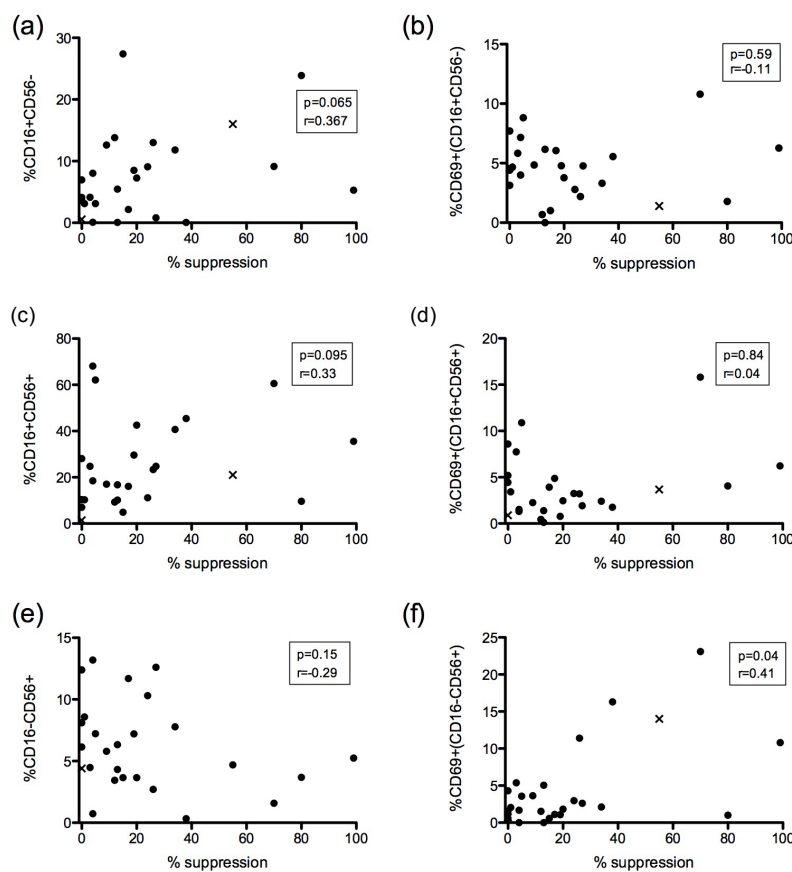 (a)
%CD16+CD56-
30
20
10
0
0 20 40 60 80 100
% suppression
p=0.065
r=0.367
(b)
%CD69+(CD16+CD56-)
15
10
5
0
0 20 40 60 80 100
% suppression
p=0.59
r=-0.11
(c)
%CD16+CD56+
80
60
40
20
0
0 20 40 60 80 100
% suppression
p=0.095
r=0.33
(d)
%CD69+(CD16+CD56+)
20
15
10
5
0
0 20 40 60 80 100
% suppression
p=0.84
r=0.04
(e)
%CD16-CD56+
15
10
5
0
0 20 40 60 80 100
% suppression
p=0.15
r=-0.29
(f)
%CD69+(CD16-CD56+)
25
20
15
10
5
0
0 20 40 60 80 100
% suppression
p=0.04
r=0.41